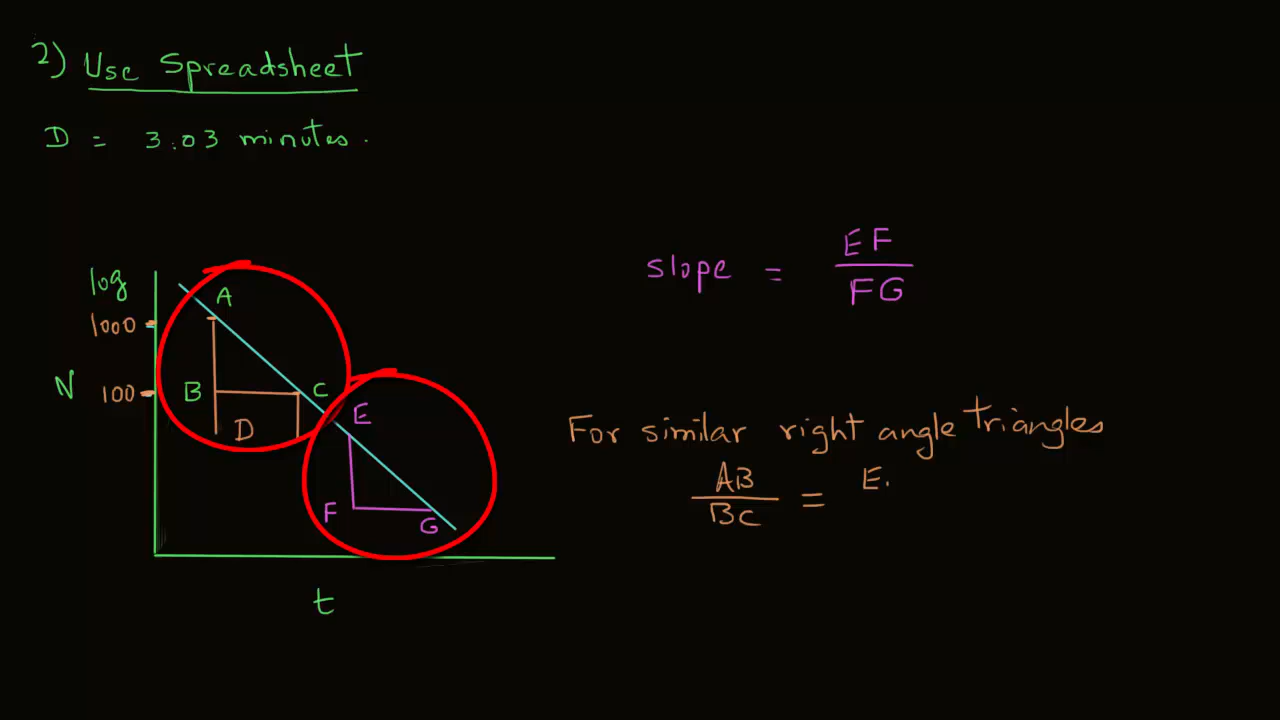 2) Use Spreadsheet
D = 3.03 minutes.
slope = EF
FG
log
A
1000
N 100 B C
D
E
F G
t
For similar right angle triangles
AB = E.
BC